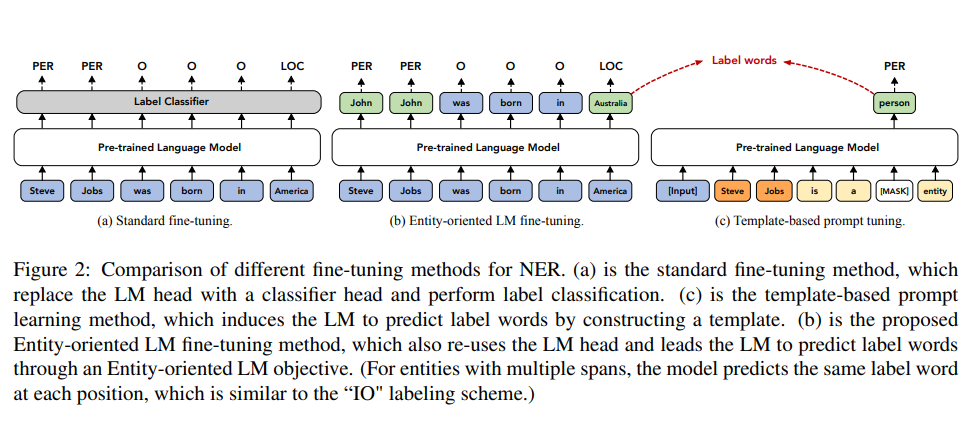 PER PER O O O LOC
Label Classifier
Pre-trained Language Model
Steve Jobs was born in America
(a) Standard fine-tuning.
PER PER O O O LOC
John John was born in Australia
Pre-trained Language Model
Steve Jobs was born in America
(b) Entity-oriented LM fine-tuning.
Label words
PER
person
Pre-trained Language Model
[Input] Steve Jobs is a [MASK] entity
(c) Template-based prompt tuning.
Figure 2: Comparison of different fine-tuning methods for NER. (a) is the standard fine-tuning method, which
replace the LM head with a classifier head and perform label classification. (c) is the template-based prompt
learning method, which induces the LM to predict label words by constructing a template. (b) is the proposed
Entity-oriented LM fine-tuning method, which also re-uses the LM head and leads the LM to predict label words
through an Entity-oriented LM objective. (For entities with multiple spans, the model predicts the same label word
at each position, which is similar to the “IO" labeling scheme.)